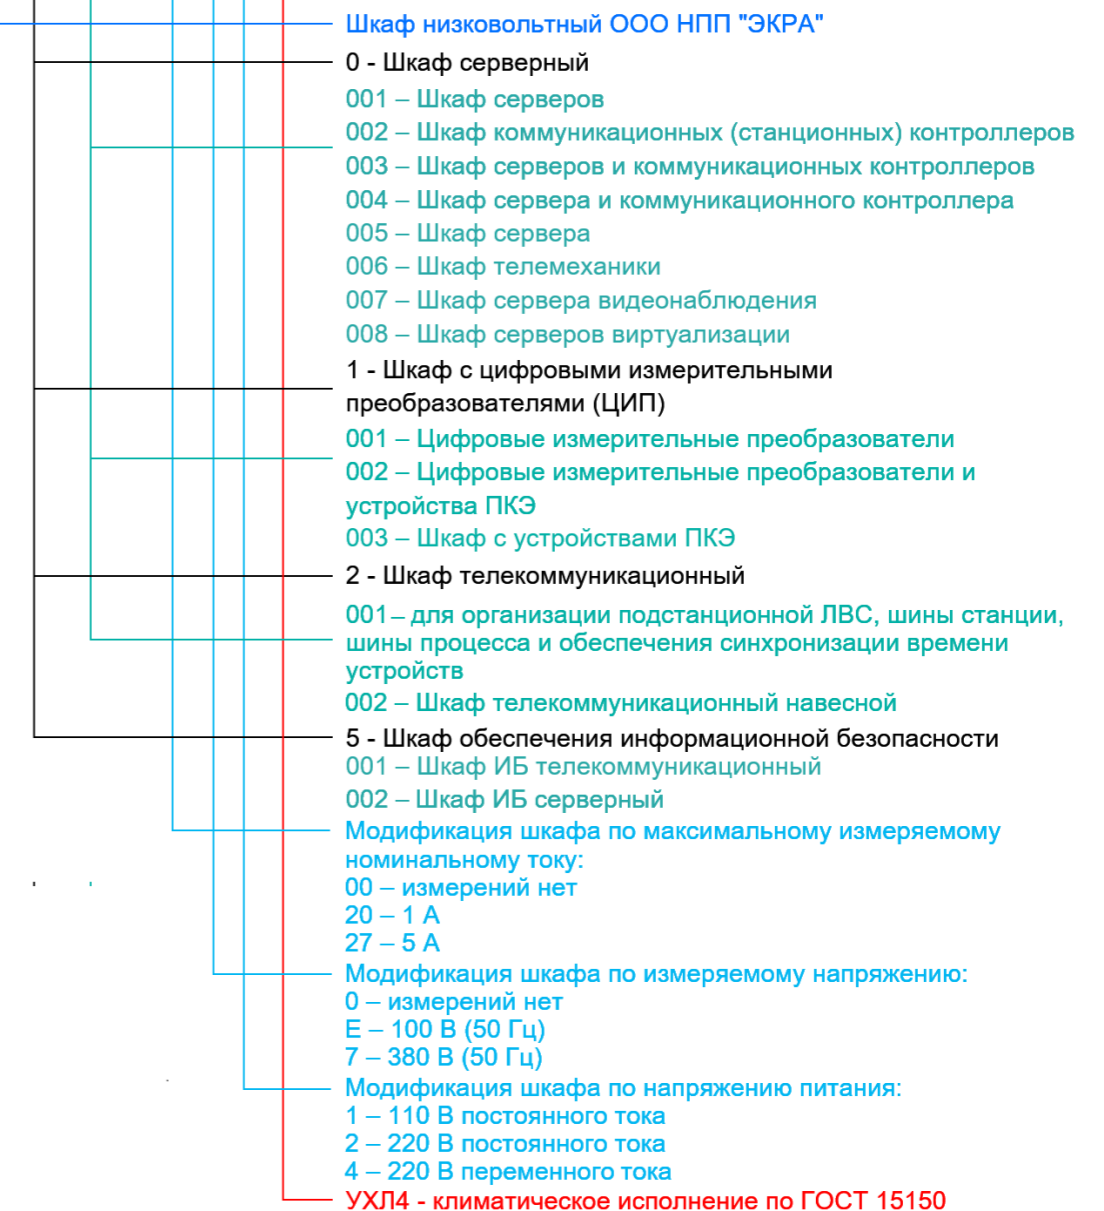 Шкаф низковольтный ООО НПП "ЭКРА"
0 - Шкаф серверный
001 – Шкаф серверов
002 – Шкаф коммуникационных (станционных) контроллеров
003 – Шкаф серверов и коммуникационных контроллеров
004 – Шкаф сервера и коммуникационного контроллера
005 – Шкаф сервера
006 – Шкаф телемеханики
007 – Шкаф сервера видеонаблюдения
008 – Шкаф серверов виртуализации
1 - Шкаф с цифровыми измерительными
преобразователями (ЦИП)
001 – Цифровые измерительные преобразователи
002 – Цифровые измерительные преобразователи и
устройства ПКЭ
003 – Шкаф с устройствами ПКЭ
2 - Шкаф телекоммуникационный
001– для организации подстанционной ЛВС, шины станции,
шины процесса и обеспечения синхронизации времени
устройств
002 – Шкаф телекоммуникационный навесной
5 - Шкаф обеспечения информационной безопасности
001 – Шкаф ИБ телекоммуникационный
002 – Шкаф ИБ серверный
Модификация шкафа по максимальному измеряемому
номинальному току:
00 – измерений нет
20 – 1 А
27 – 5 А
Модификация шкафа по измеряемому напряжению:
0 – измерений нет
Е – 100 В (50 Гц)
7 – 380 В (50 Гц)
Модификация шкафа по напряжению питания:
1 – 110 В постоянного тока
2 – 220 В постоянного тока
4 – 220 В переменного тока
УХЛ4 - климатическое исполнение по ГОСТ 15150